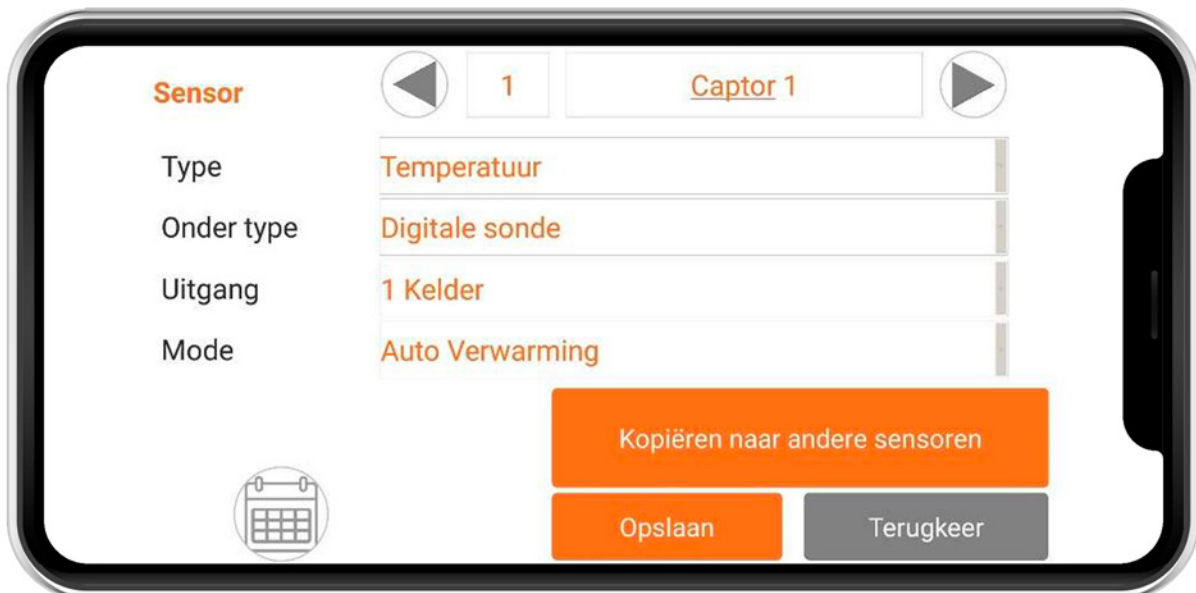 Sensor 1 Captor 1
Type Temperatuur
Onder type Digitale sonde
Uitgang 1 Kelder
Mode Auto Verwarming
Kopiëren naar andere sensoren
Opslaan Terugkeer